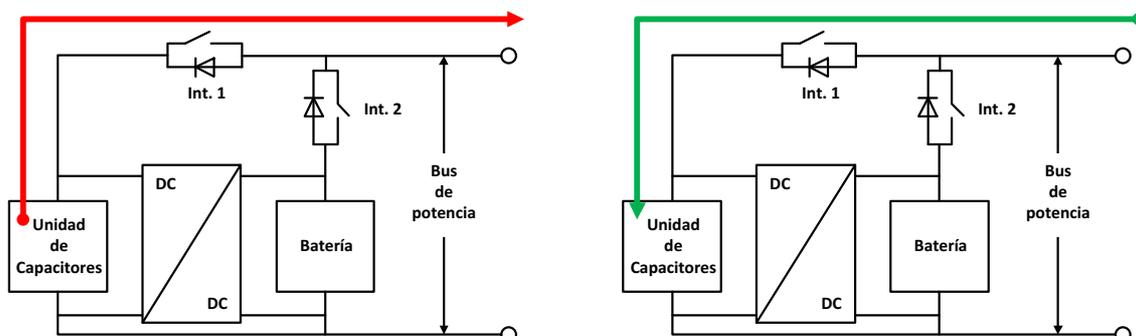 Int. 1
Int. 2
DC
DC
Unidad
de
Capacitores
Batería
Bus
de
potencia
Int. 1
Int. 2
DC
DC
Unidad
de
Capacitores
Batería
Bus
de
potencia